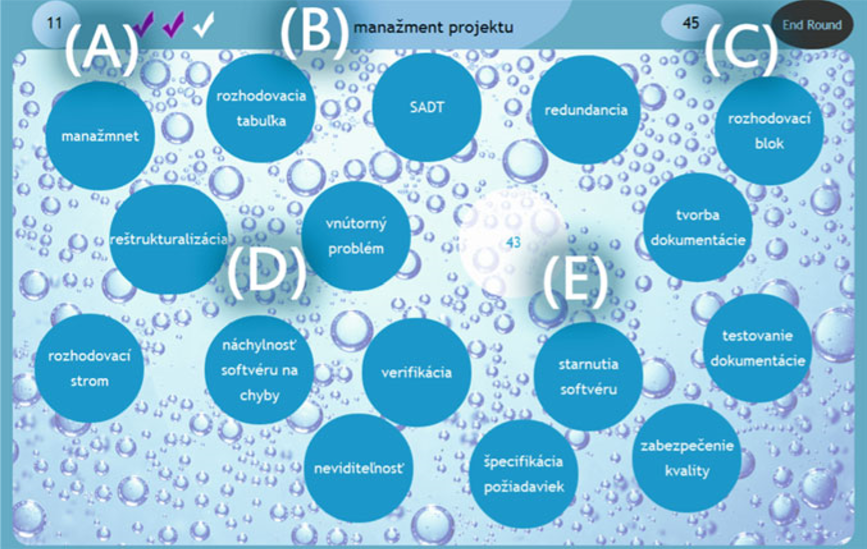 11
(A)
(B)
manažment projektu
45
(C)
End Round
manažmnet
rozhodovacia
tabuľka
SADT
redundancia
rozhodovací
blok
reštrukturalizácia
vnútorný
problém
43
tvorba
dokumentácie
(D)
(E)
rozhodovací
strom
náchylnosť
softvéru na
chyby
verifikácia
starnutia
softvéru
testovanie
dokumentácie
neviditeľnosť
špecifikácia
požiadaviek
zabezpečenie
kvality